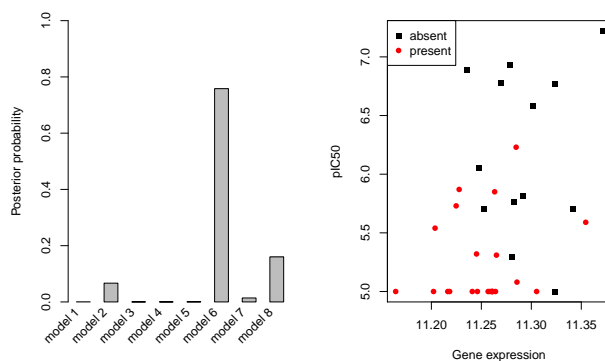 Posterior probability
1.0
0.8
0.6
0.4
0.2
0.0
model 1
model 2
model 3
model 4
model 5
model 6
model 7
model 8
absent
present
pIC50
7.0
6.5
6.0
5.5
5.0
11.20
11.25
11.30
11.35
Gene expression